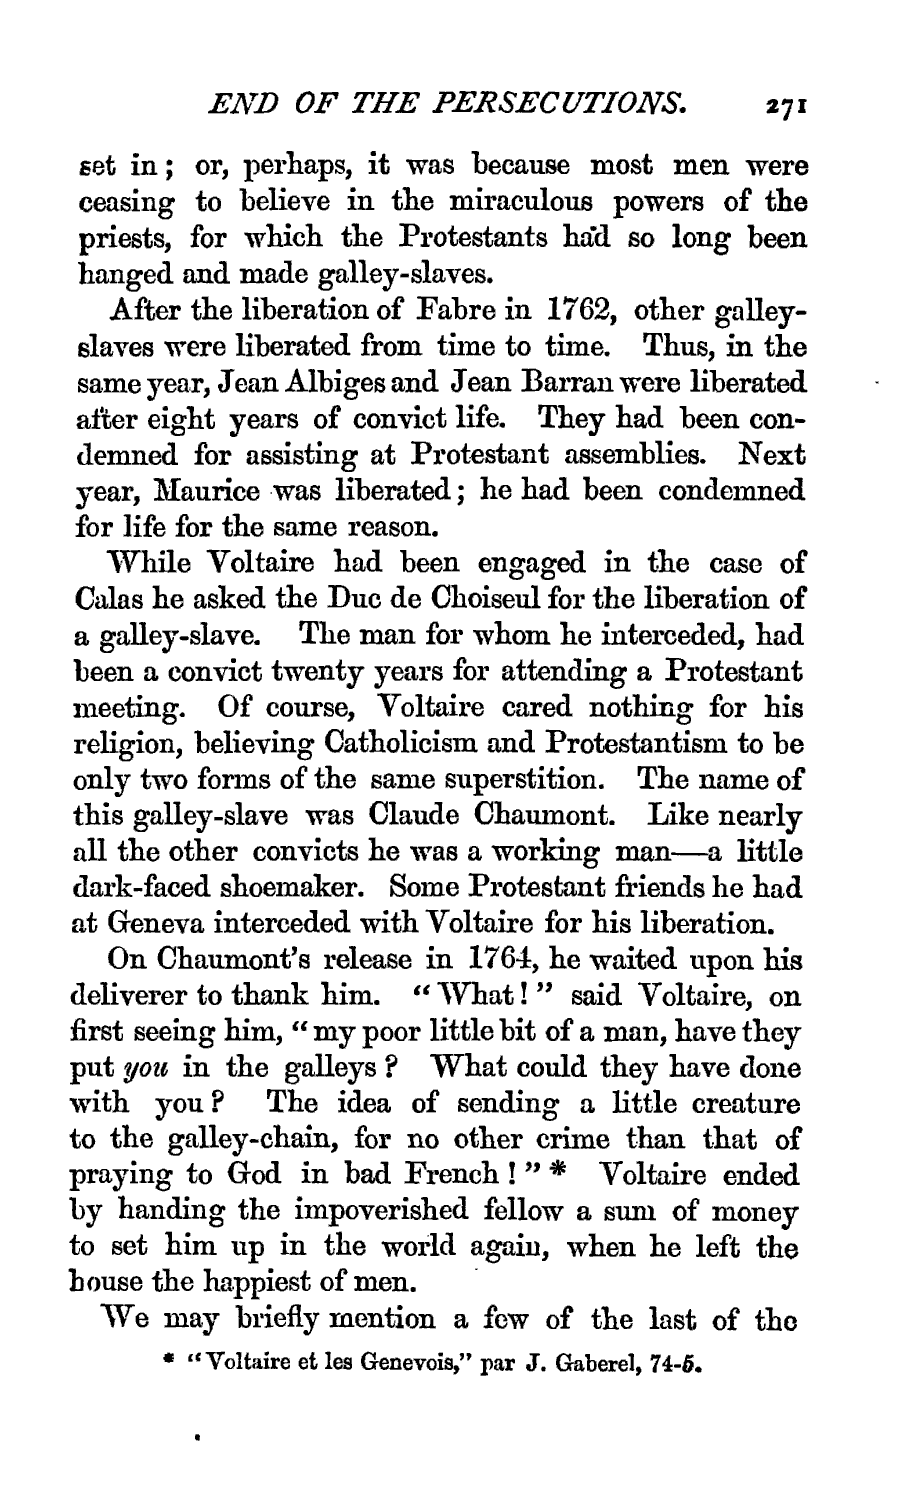 END OF THE PERSECUTIONS. 271
set in; or, perhaps, it was because most men were
ceasing to believe in the miraculous powers of the
priests, for which the Protestants had so long been
hanged and made galley-slaves.
After the liberation of Fabre in 1762, other galley-
slaves were liberated from time to time. Thus, in the
same year, Jean Albiges and Jean Barran were liberated
after eight years of convict life. They had been con-
demned for assisting at Protestant assemblies. Next
year, Maurice was liberated; he had been condemned
for life for the same reason.
While Voltaire had been engaged in the case of
Calas he asked the Duc de Choiseul for the liberation of
a galley-slave. The man for whom he interceded, had
been a convict twenty years for attending a Protestant
meeting. Of course, Voltaire cared nothing for his
religion, believing Catholicism and Protestantism to be
only two forms of the same superstition. The name of
this galley-slave was Claude Chaumont. Like nearly
all the other convicts he was a working man—a little
dark-faced shoemaker. Some Protestant friends he had
at Geneva interceded with Voltaire for his liberation.
On Chaumont's release in 1764, he waited upon his
deliverer to thank him. "What!" said Voltaire, on
first seeing him, "my poor little bit of a man, have they
put you in the galleys? What could they have done
with you? The idea of sending a little creature
to the galley-chain, for no other crime than that of
praying to God in bad French!"* Voltaire ended
by handing the impoverished fellow a sum of money
to set him up in the world again, when he left the
house the happiest of men.
We may briefly mention a few of the last of the
* "Voltaire et les Genevois," par J. Gaberel, 74-5.